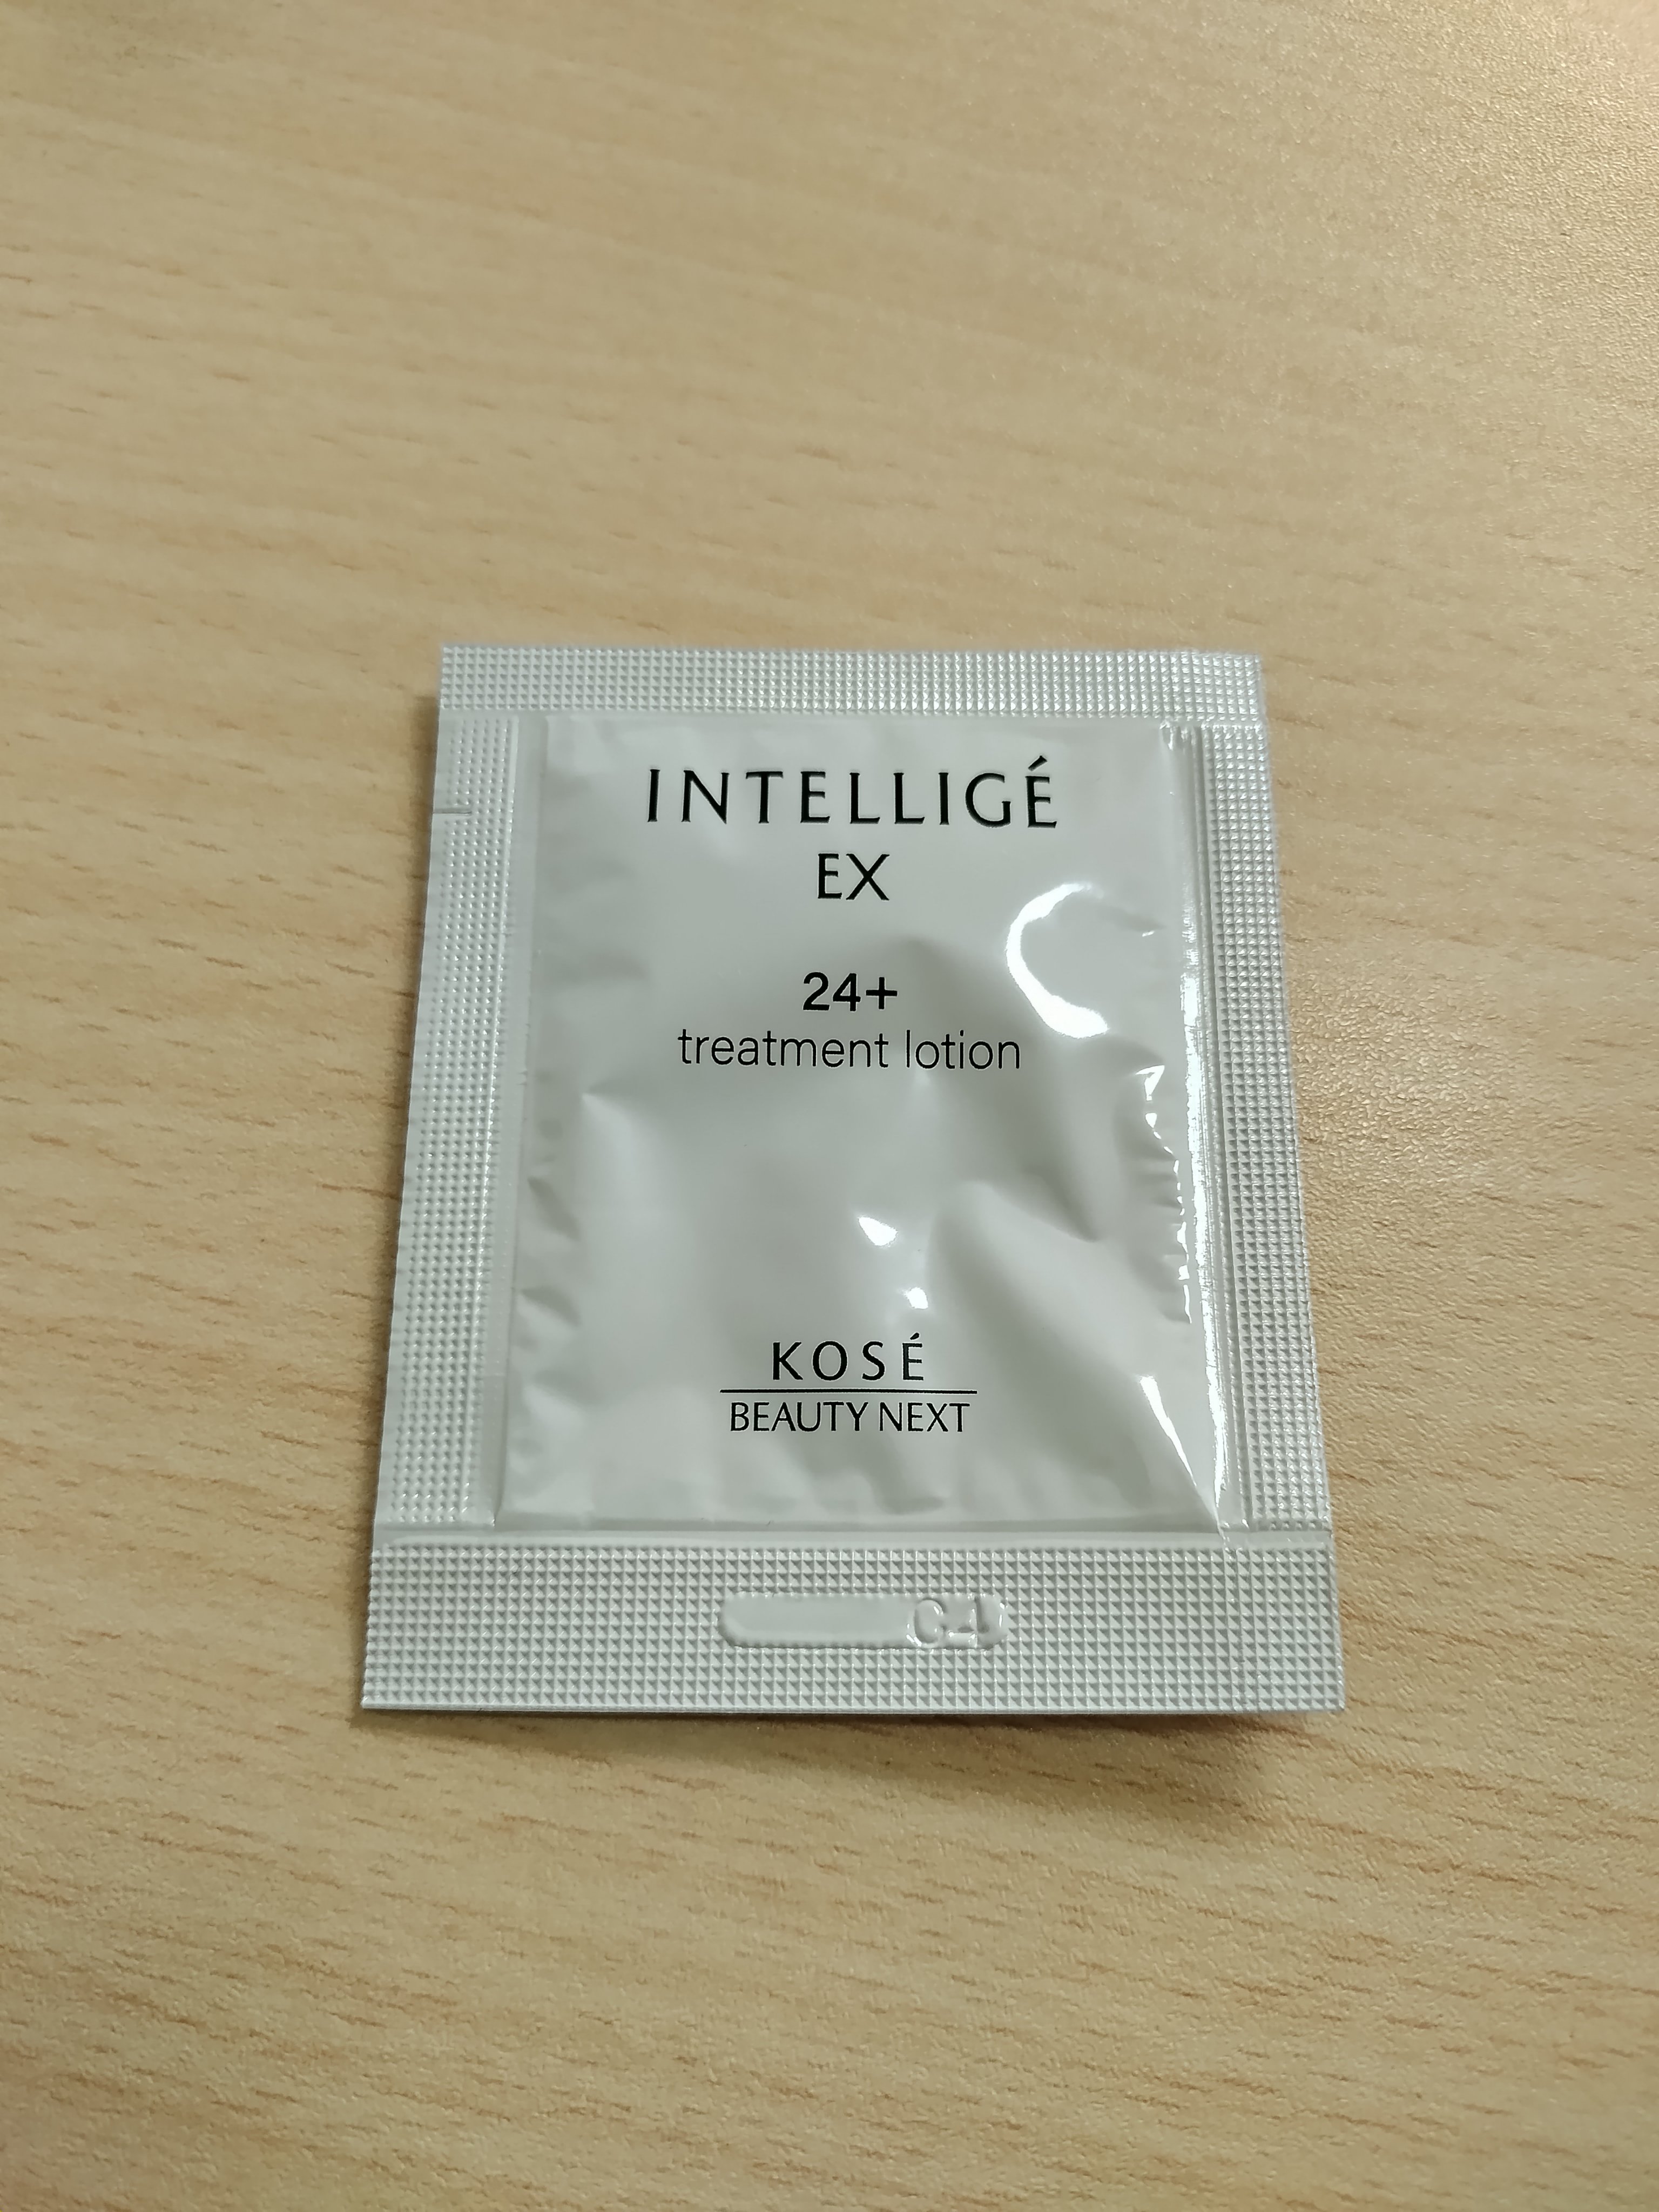 INTELLIGÉ
EX
24+
treatment lotion
KOSÉ
BEAUTY NEXT